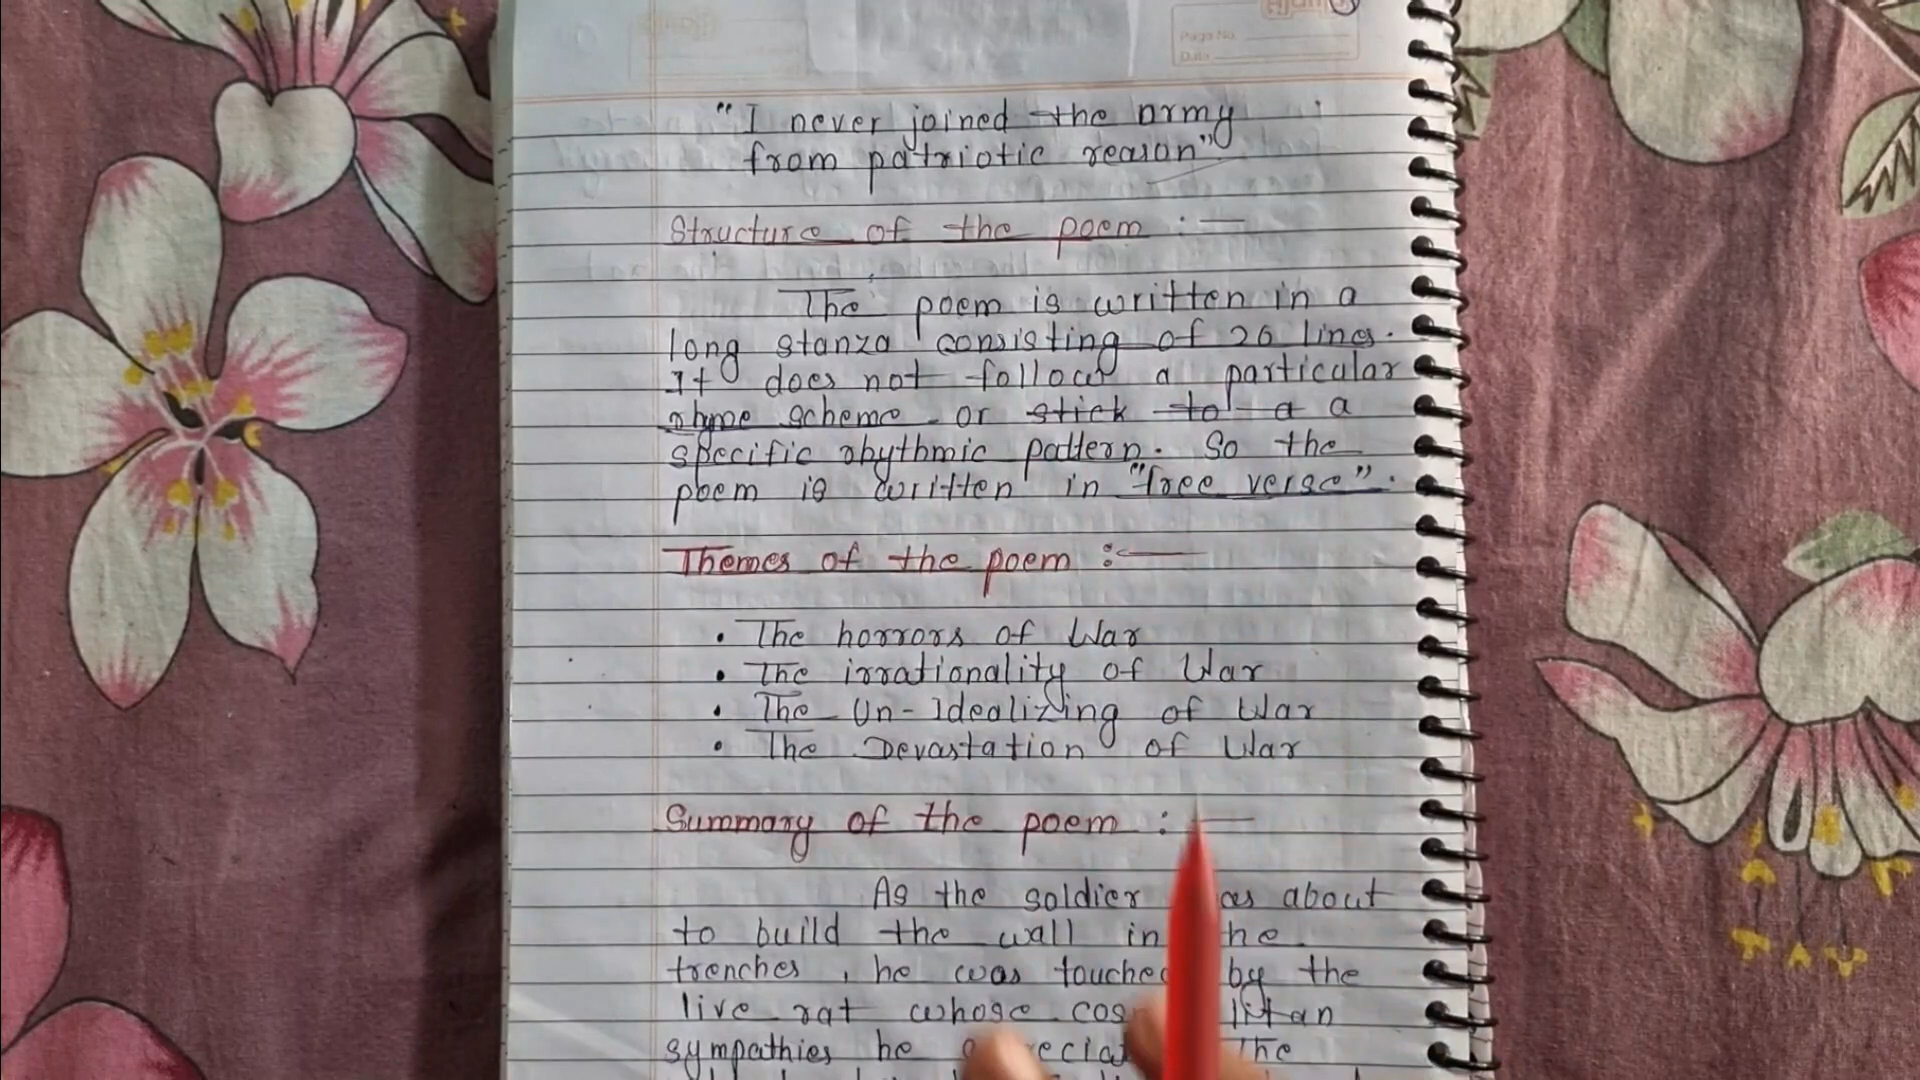 Page No.
Date
"I never joined the army
from patriotic reason"
Structure of the poem :—
The poem is written in a
long stanza consisting of 26 lines.
It does not follow a particular
rhyme scheme or stick to a a
specific rhythmic pattern. So the
poem is written in "free verse".
Themes of the poem :—
• The horrors of War
• The irrationality of War
• The Un-Idealizing of War
• The Devastation of War
Summary of the poem :—
As the soldier about
to build the wall in
trenches, he was by the
live rat whose
sympathies he The